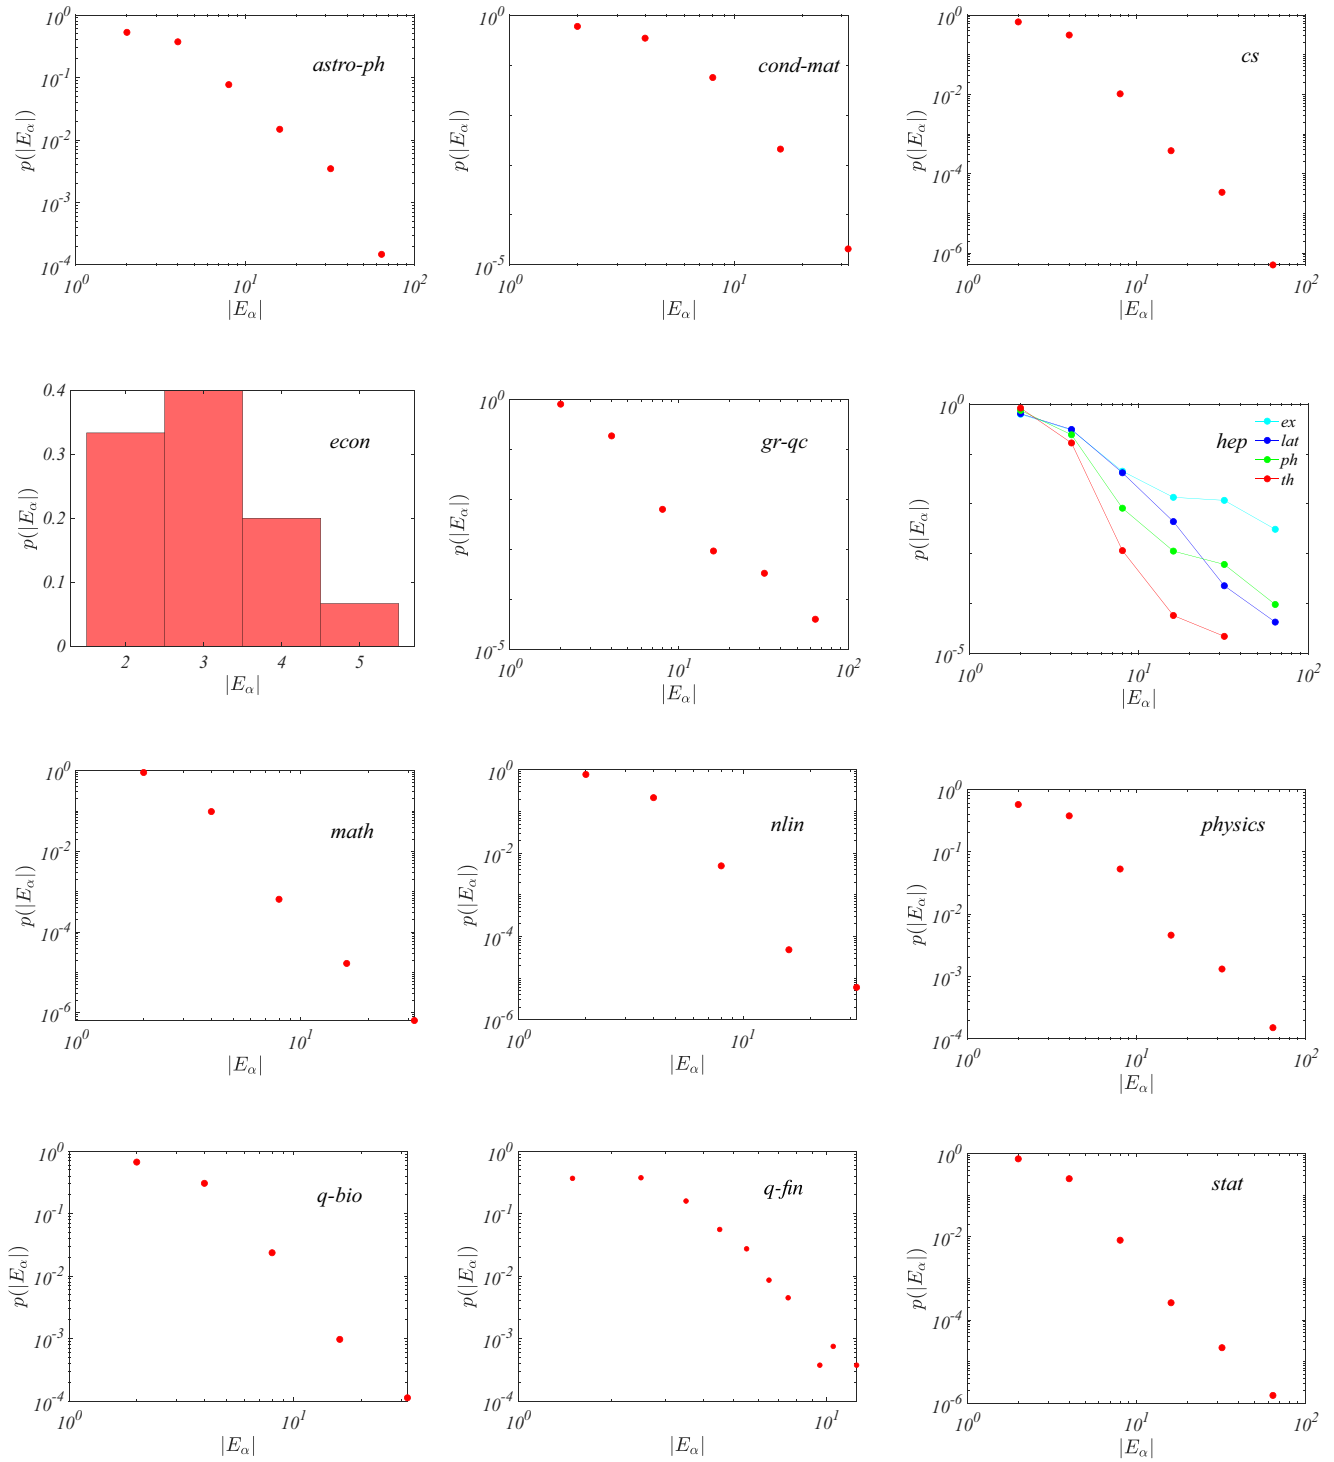 10^0
10^-1
10^-2
10^-3
10^-4
10^0 10^1 10^2
p(|E_α|)
|E_α|
astro-ph
10^0
10^-5
10^0 10^1
p(|E_α|)
|E_α|
cond-mat
10^0
10^-2
10^-4
10^-6
10^0 10^1 10^2
p(|E_α|)
|E_α|
cs
0.4
0.3
0.2
0.1
0
2 3 4 5
p(|E_α|)
|E_α|
econ
10^0
10^-5
10^0 10^1 10^2
p(|E_α|)
|E_α|
gr-qc
10^0
10^-5
10^0 10^1 10^2
p(|E_α|)
|E_α|
hep
ex
lat
ph
th
10^0
10^-2
10^-4
10^-6
10^0 10^1
p(|E_α|)
|E_α|
math
10^0
10^-2
10^-4
10^-6
10^0 10^1
p(|E_α|)
|E_α|
nlin
10^0
10^-1
10^-2
10^-3
10^-4
10^0 10^1 10^2
p(|E_α|)
|E_α|
physics
10^0
10^-1
10^-2
10^-3
10^-4
10^0 10^1
p(|E_α|)
|E_α|
q-bio
10^0
10^-1
10^-2
10^-3
10^-4
10^0 10^1
p(|E_α|)
|E_α|
q-fin
10^0
10^-2
10^-4
10^-6
10^0 10^1 10^2
p(|E_α|)
|E_α|
stat